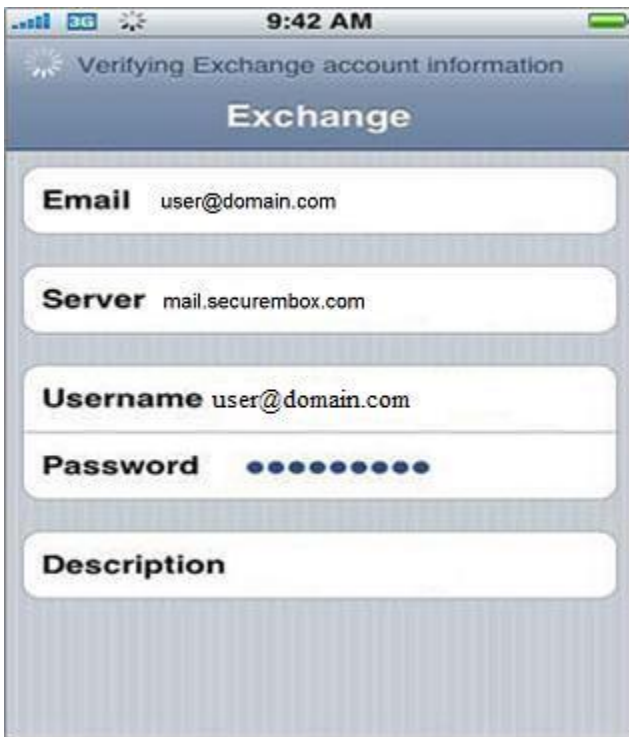 3G 9:42 AM
Verifying Exchange account information
Exchange
Email user@domain.com
Server mail.securembox.com
Username user@domain.com
Password •••••••••
Description